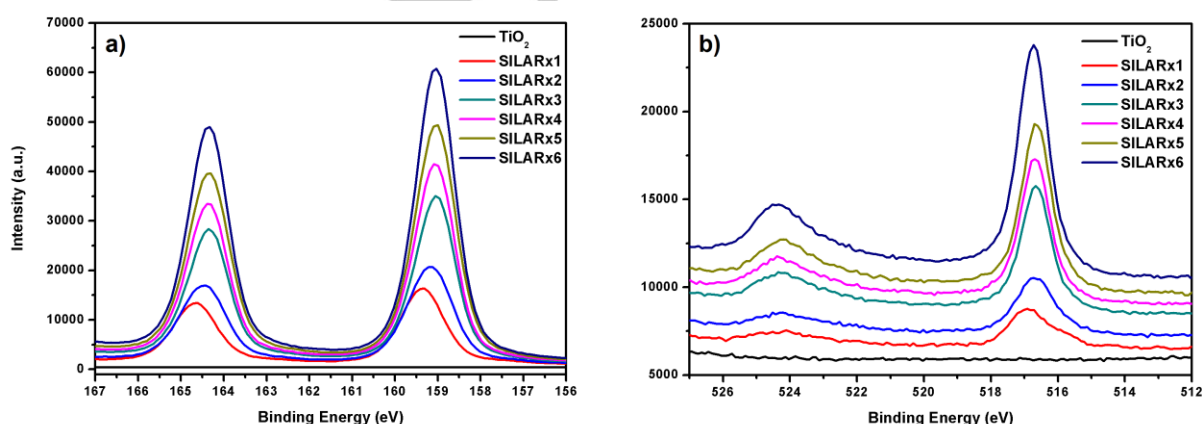 a)
TiO2
SILARx1
SILARx2
SILARx3
SILARx4
SILARx5
SILARx6
70000
60000
50000
40000
30000
20000
10000
0
Intensity (a.u.)
167 166 165 164 163 162 161 160 159 158 157 156
Binding Energy (eV)
b)
TiO2
SILARx1
SILARx2
SILARx3
SILARx4
SILARx5
SILARx6
25000
20000
15000
10000
5000
526 524 522 520 518 516 514 512
Binding Energy (eV)